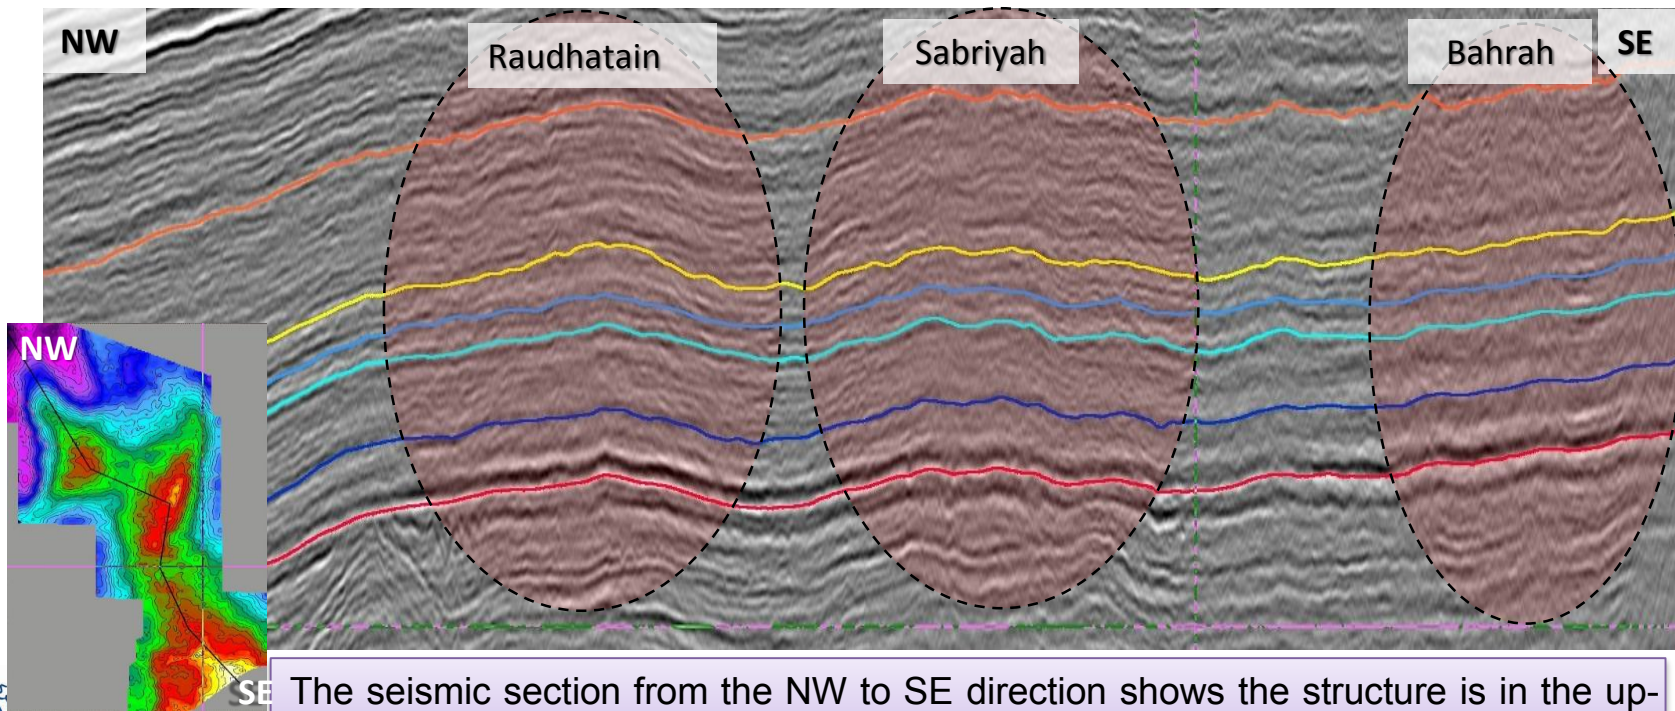 NW
Raudhatain
Sabriyah
Bahrah
SE
NW
SE
The seismic section from the NW to SE direction shows the structure is in the up-